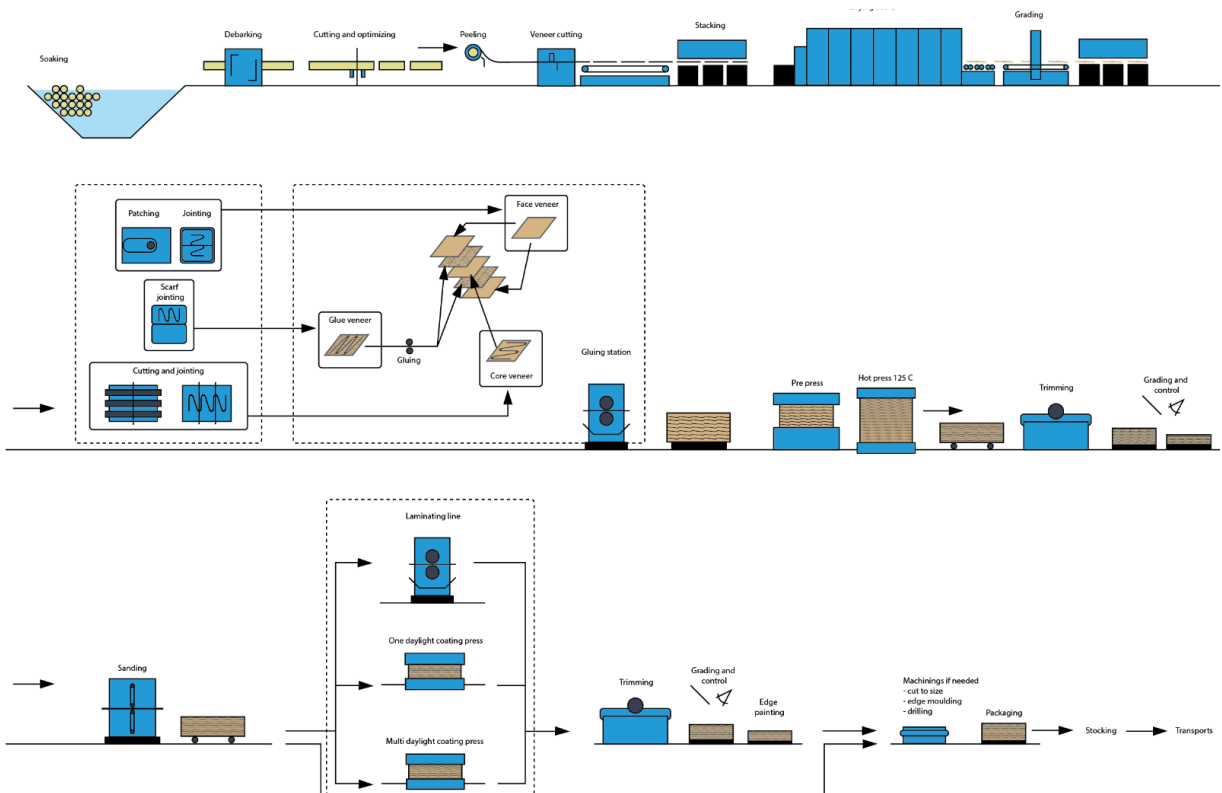 Soaking
Debarking
Cutting and optimizing
Peeling
Veneer cutting
Stacking
Grading
Patching
Jointing
Face veneer
Scarf
jointing
Glue veneer
Gluing
Core veneer
Cutting and jointing
Gluing station
Pre press
Hot press 125 C
Trimming
Grading and
control
Sanding
Laminating line
One daylight coating press
Multi daylight coating press
Trimming
Grading and
control
Edge
painting
Machinings if needed
- cut to size
- edge moulding
- drilling
Packaging
Stocking
Transports